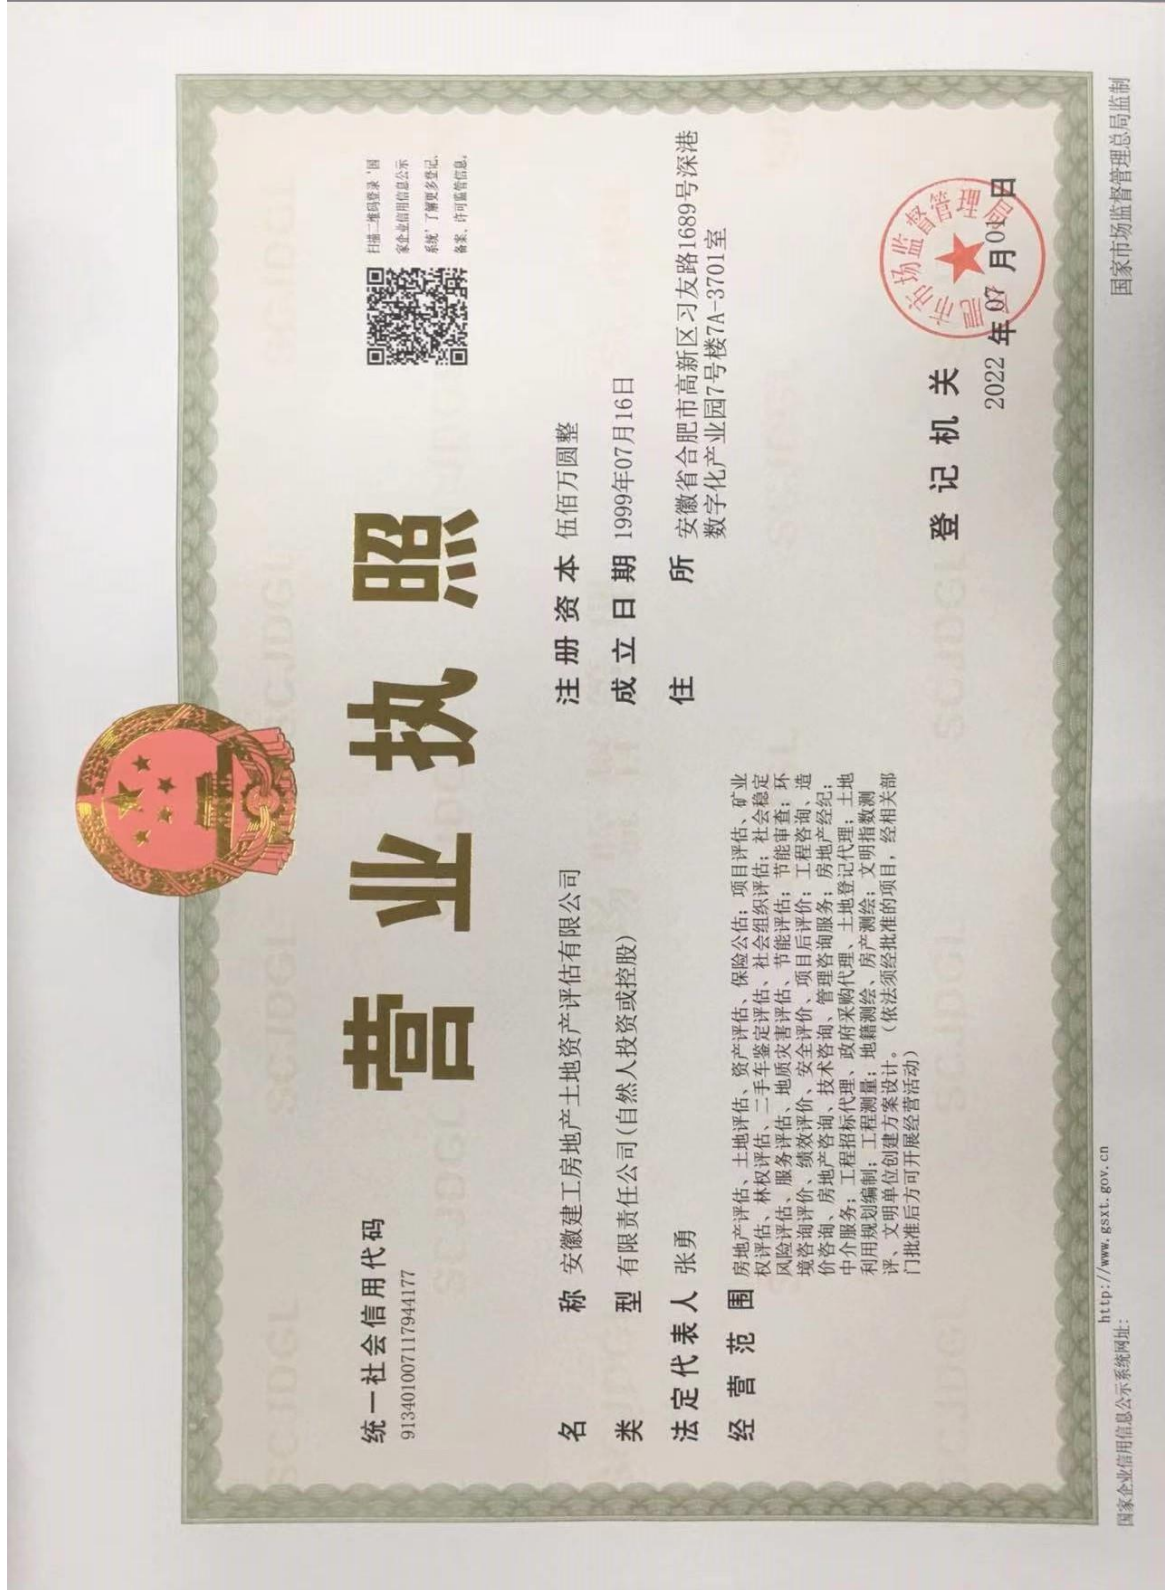 统一社会信用代码
91340100711794177
营业执照
扫描二维码登录‘国
家企业信用信息公示
系统’了解更多登记、
备案、许可监管信息。
名称 安徽建工房地产土地资产评估有限公司
类型 有限责任公司(自然人投资或控股)
法定代表人 张勇
经营范围 房地产评估、土地评估、资产评估、保险公估；项目评估、矿业
权评估、林权评估、二手车鉴定评估、社会组织评估；社会稳定
风险评估、服务评估、地质灾害评估、节能评估；节能审查；环
境咨询评价、绩效评价、安全评价、项目后评价；工程咨询、造
价咨询、房地产咨询、技术咨询、管理咨询服务；房地产经纪；
中介服务；工程招标代理、政府采购代理、土地登记代理；土地
利用规划编制；工程测量；地籍测绘、房产测绘；文明指数测
评、文明单位创建方案设计。（依法须经批准的项目，经相关部
门批准后方可开展经营活动）
注册资本 伍佰万圆整
成立日期 1999年07月16日
住所 安徽省合肥市高新区习友路1689号深港
数字化产业园7号楼7A-3701室
登记机关
合肥市市场监督管理局
2022年07月01日
国家企业信用信息公示系统网址：
http://www.gsxt.gov.cn
国家市场监督管理总局监制
SCJDGL